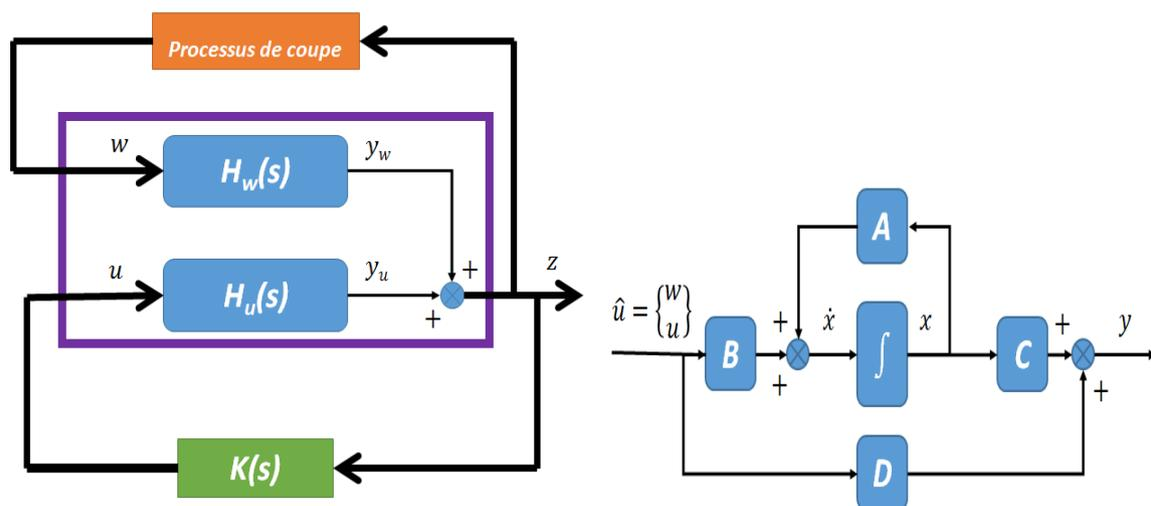 Processus de coupe
w
H_w(s)
y_w
+
z
u
H_u(s)
y_u
+
K(s)
A
û = {w u}
+
ẋ
x
+
y
B
∫
C
+
+
D